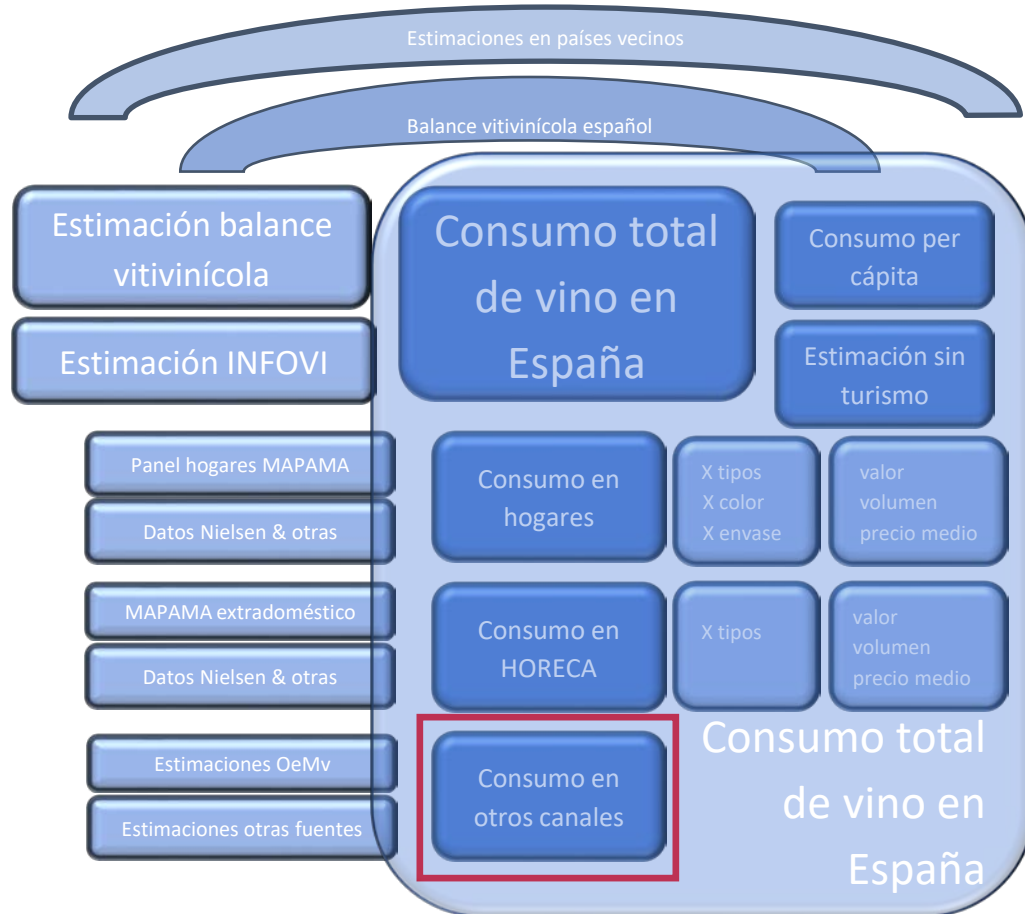 Estimaciones en países vecinos
Balance vitivinícola español
Estimación balance
vitivinícola
Estimación INFOVI
Consumo total
de vino en
España
Consumo per
cápita
Estimación sin
turismo
Panel hogares MAPAMA
Datos Nielsen & otras
Consumo en
hogares
X tipos
X color
X envase
valor
volumen
precio medio
MAPAMA extradoméstico
Datos Nielsen & otras
Consumo en
HORECA
X tipos
valor
volumen
precio medio
Estimaciones OeMv
Estimaciones otras fuentes
Consumo en
otros canales
Consumo total
de vino en
España